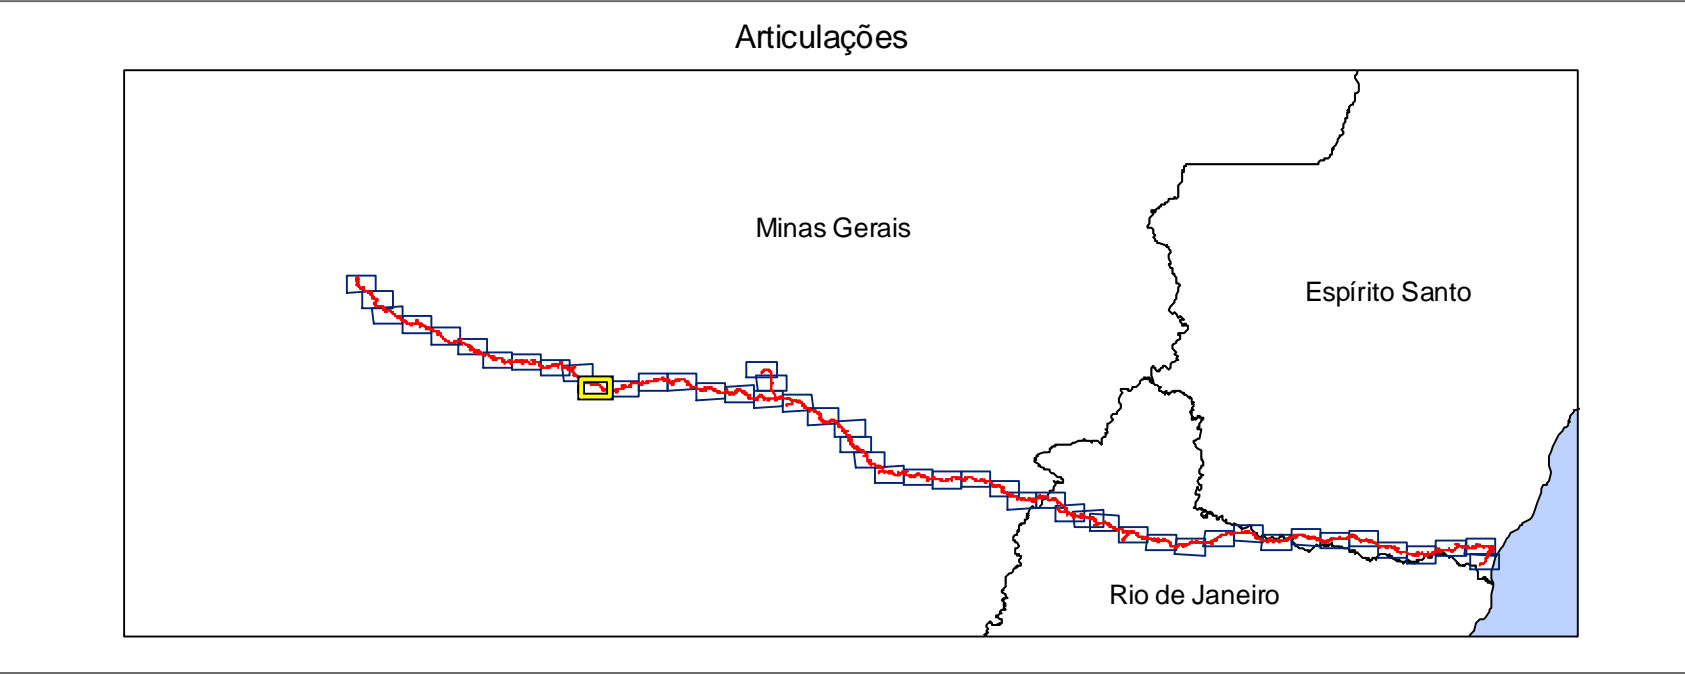 Articulações
Minas Gerais
Espírito Santo
Rio de Janeiro